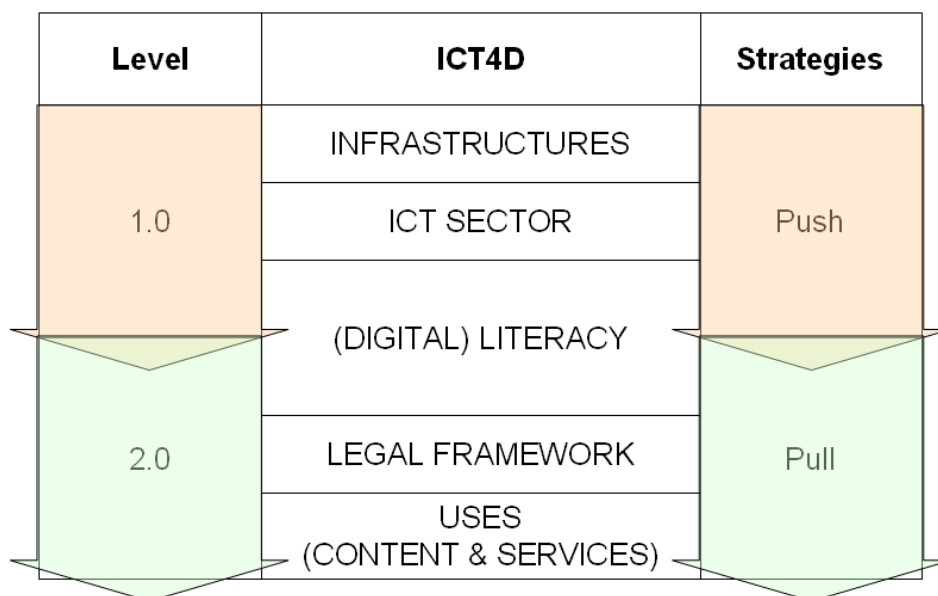 Level ICT4D Strategies
INFRASTRUCTURES
1.0 ICT SECTOR Push
(DIGITAL) LITERACY
2.0 LEGAL FRAMEWORK Pull
USES
(CONTENT & SERVICES)